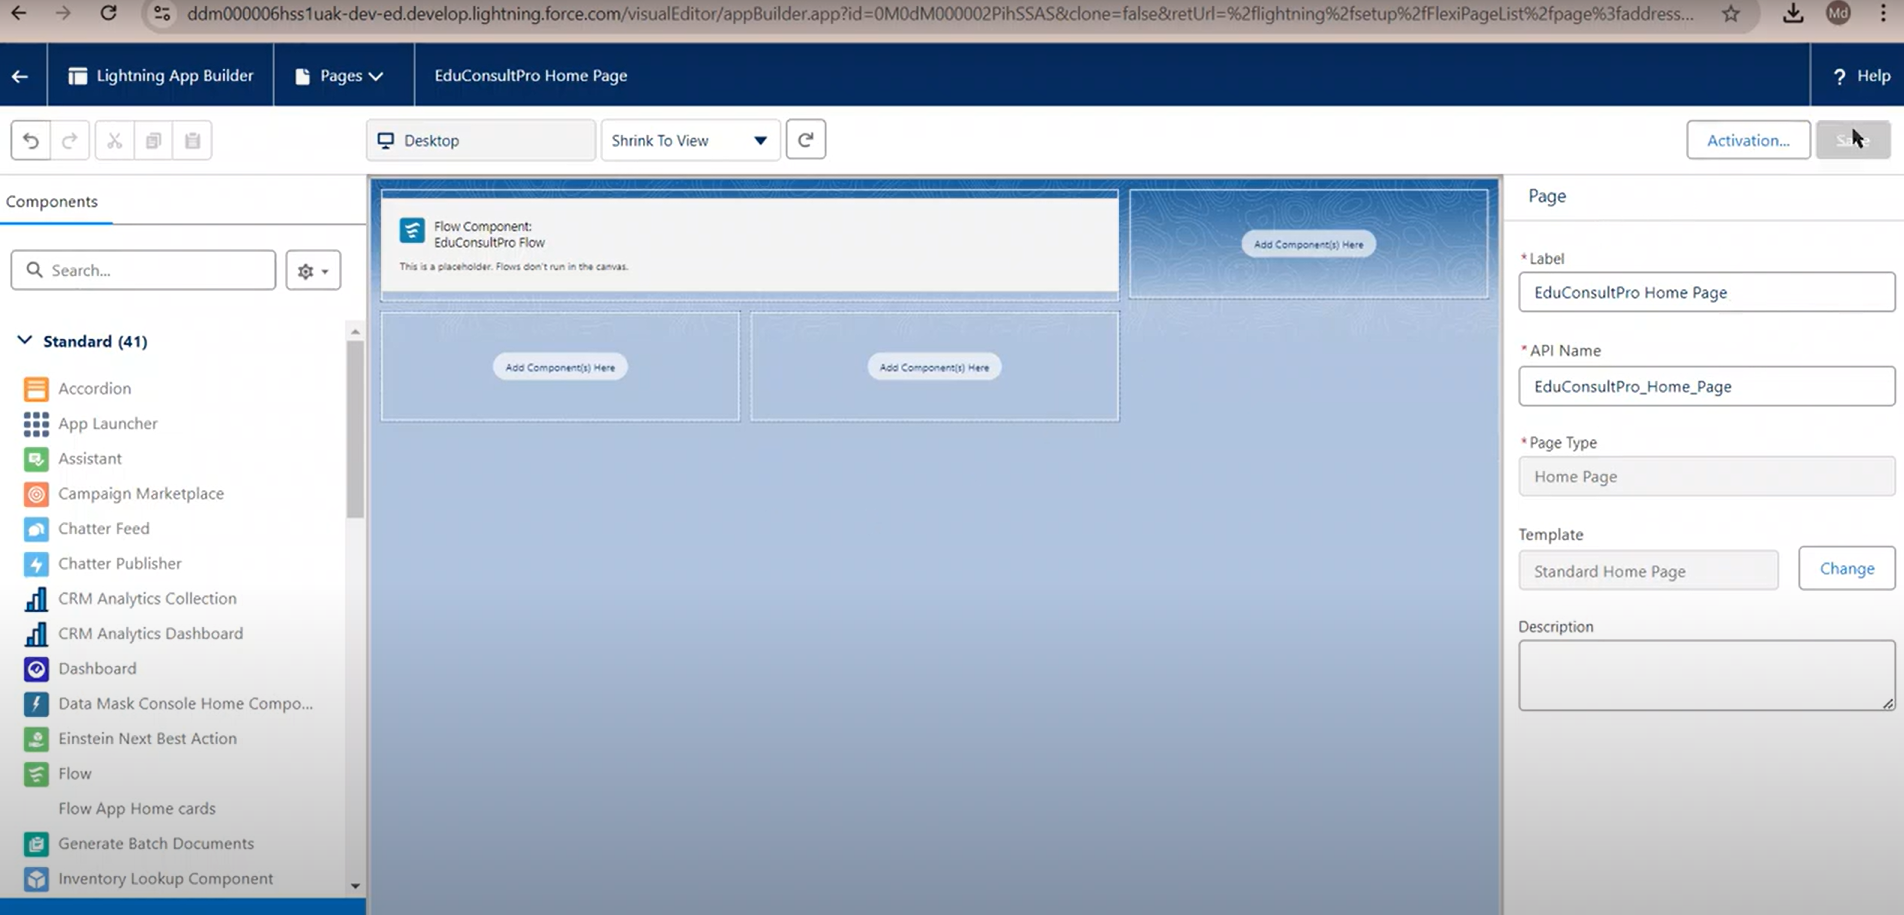 ddm000006hss1uak-dev-ed.develop.lightning.force.com/visualEditor/appBuilder.app?id=0M0dM000002PihSSAS&clone=false&retUrl=%2flightning%2fsetup%2fFlexiPageList%2fpage%3faddress...
Md
Lightning App Builder
Pages
EduConsultPro Home Page
? Help
Desktop
Shrink To View
Activation...
Components
Search...
Standard (41)
Accordion
App Launcher
Assistant
Campaign Marketplace
Chatter Feed
Chatter Publisher
CRM Analytics Collection
CRM Analytics Dashboard
Dashboard
Data Mask Console Home Compo...
Einstein Next Best Action
Flow
Flow App Home cards
Generate Batch Documents
Inventory Lookup Component
Flow Component:
EduConsultPro Flow
This is a placeholder. Flows don't run in the canvas.
Add Component(s) Here
Add Component(s) Here
Add Component(s) Here
Page
*Label
EduConsultPro Home Page
*API Name
EduConsultPro_Home_Page
*Page Type
Home Page
Template
Standard Home Page
Change
Description